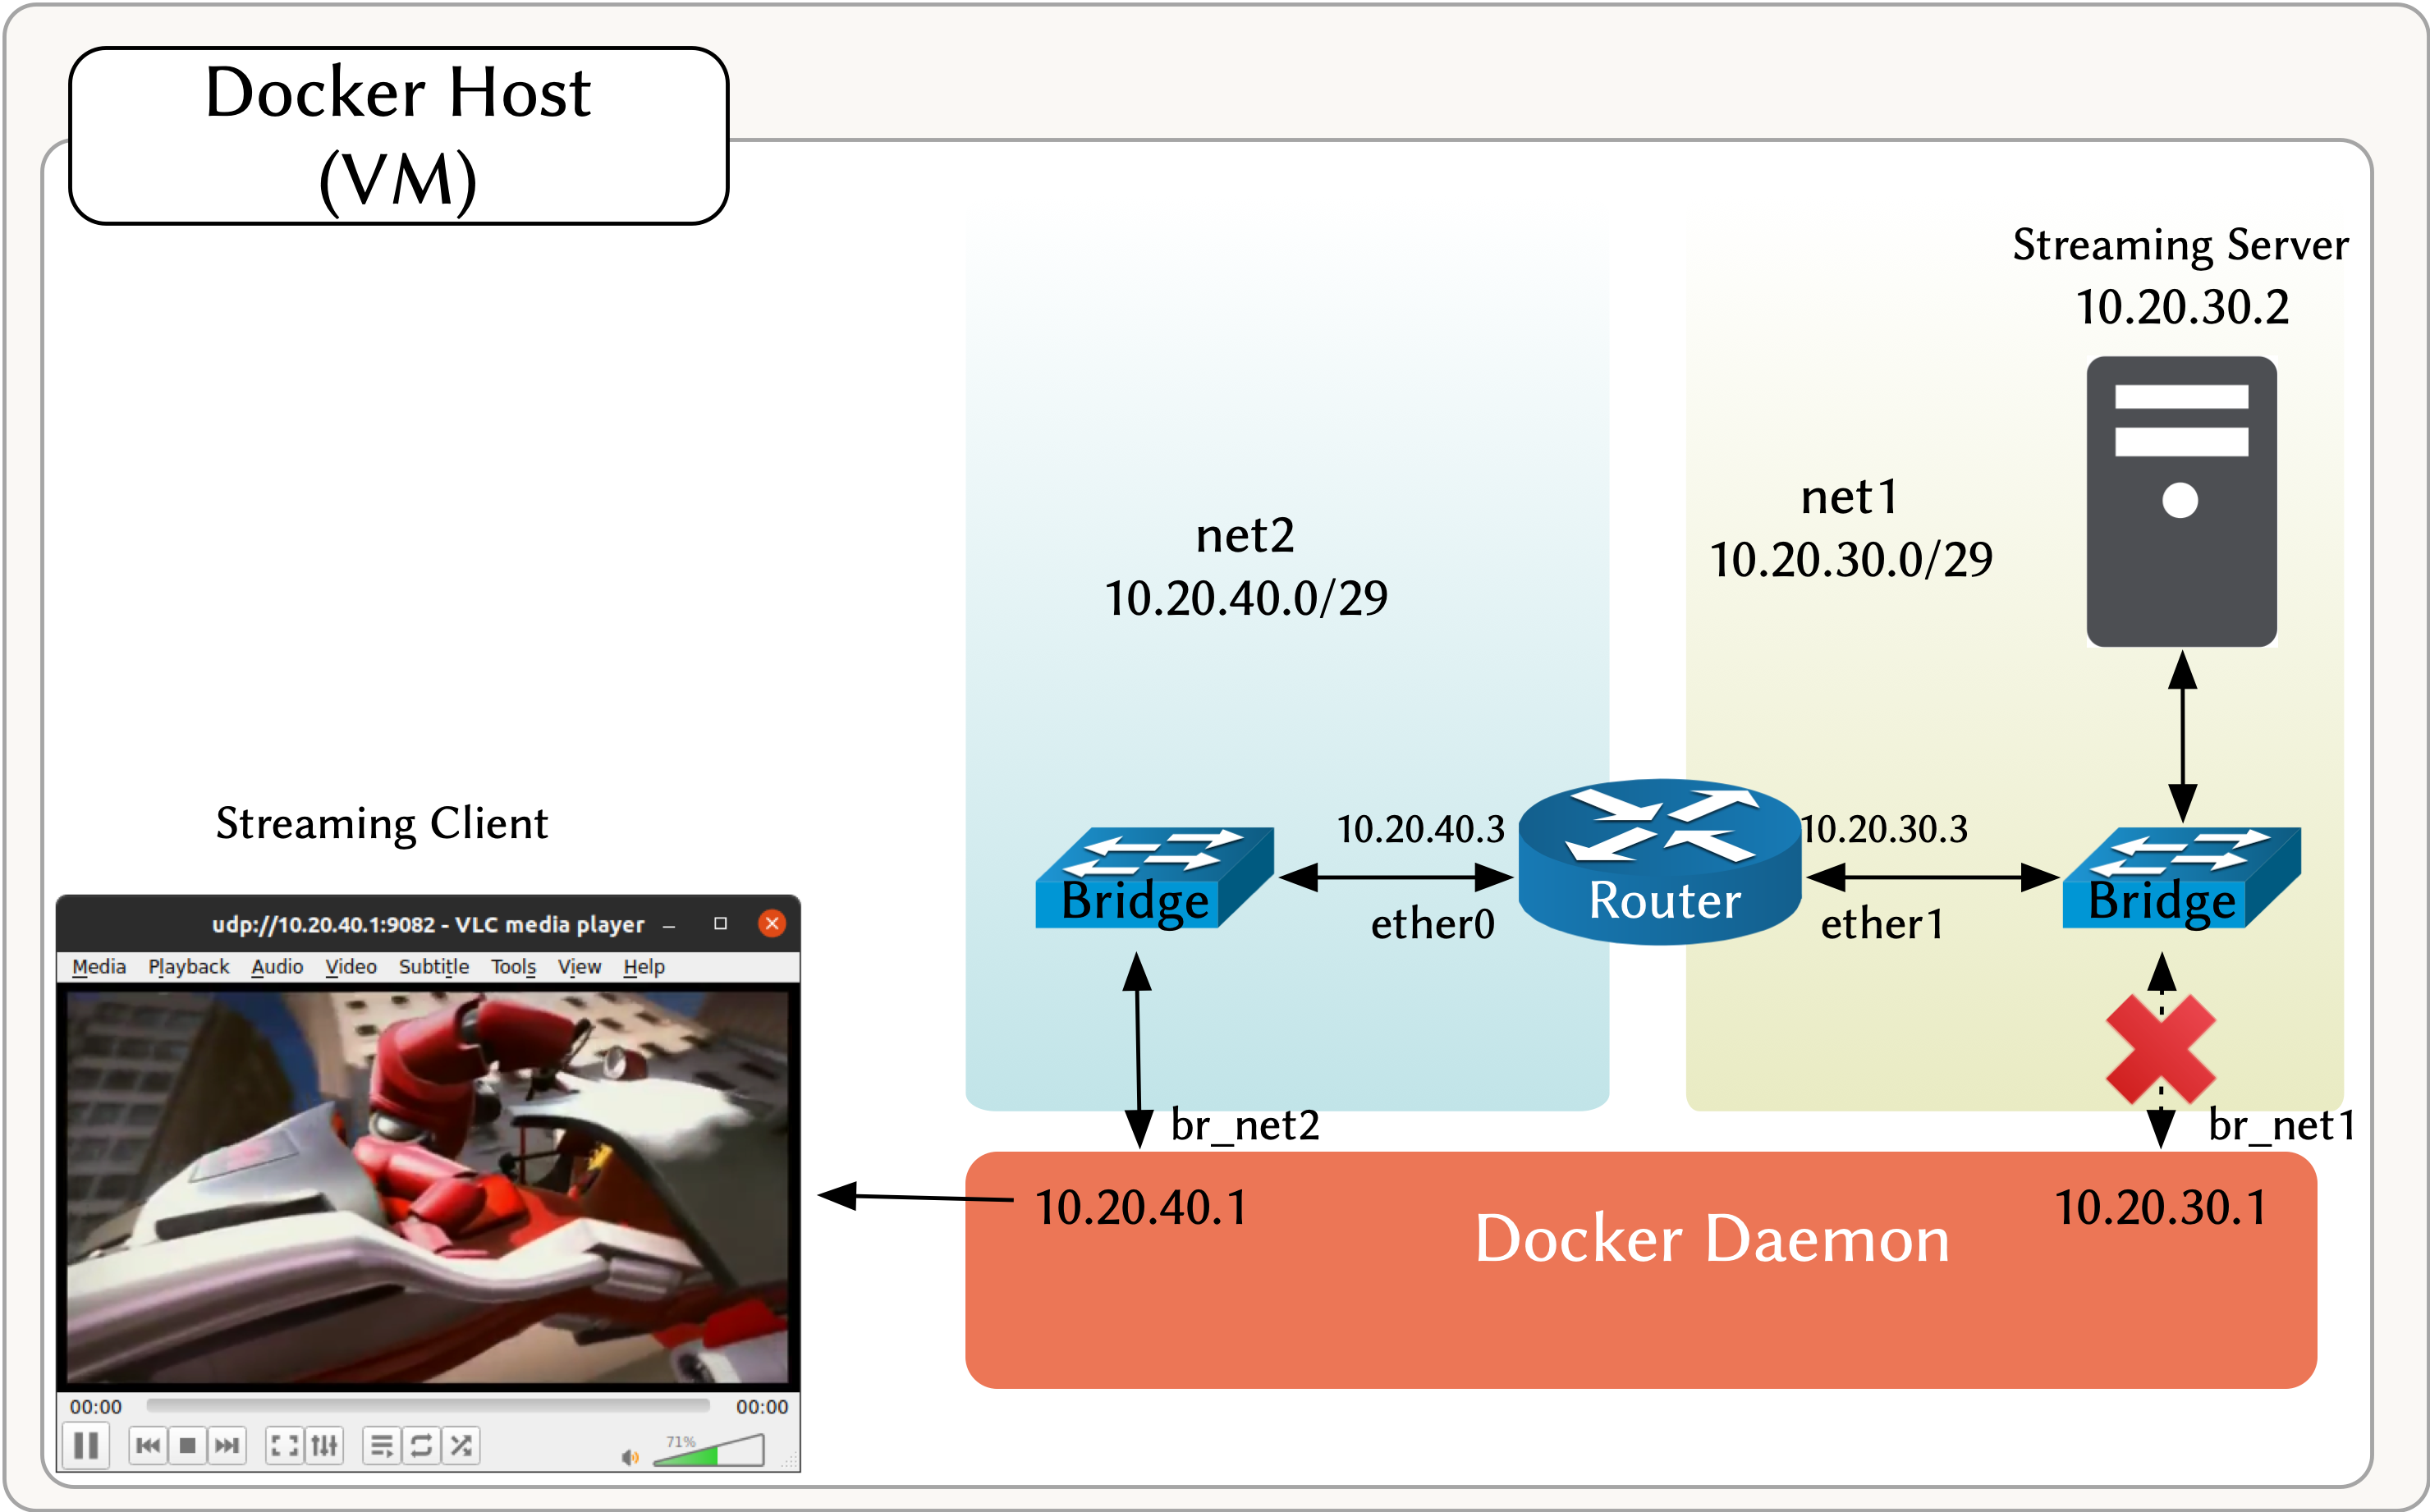 Docker Host
(VM)
Streaming Server
10.20.30.2
net1
10.20.30.0/29
net2
10.20.40.0/29
Streaming Client
10.20.40.3
10.20.30.3
Bridge
Router
Bridge
ether0
ether1
udp://10.20.40.1:9082 - VLC media player
Media Playback Audio Video Subtitle Tools View Help
br_net2
br_net1
10.20.40.1
10.20.30.1
Docker Daemon
00:00
00:00
71%